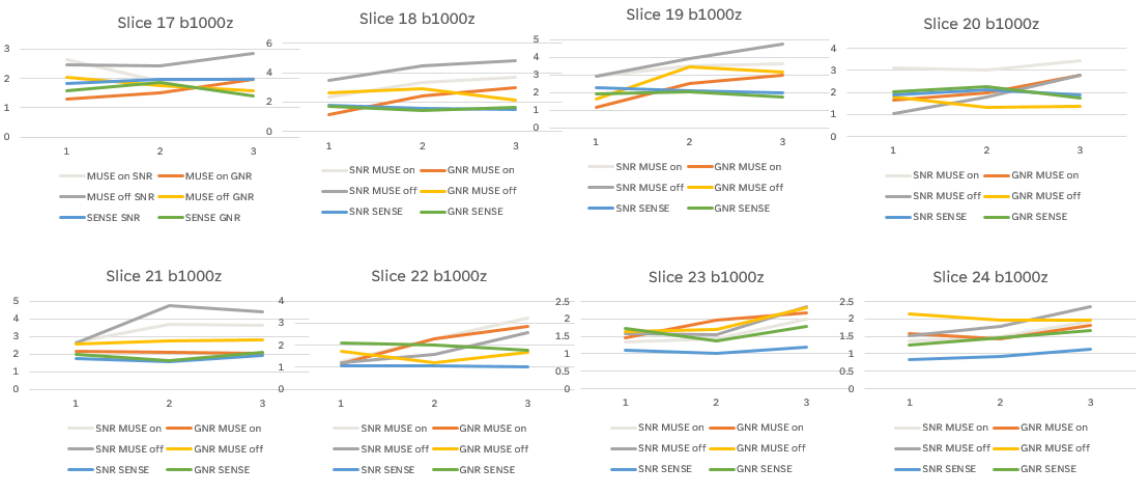 Slice 17 b1000z
3
2
1
0
1 2 3
MUSE on SNR MUSE on GNR
MUSE off SNR MUSE off GNR
SENSE SNR SENSE GNR
Slice 18 b1000z
6
4
2
0
1 2 3
SNR MUSE on GNR MUSE on
SNR MUSE off GNR MUSE off
SNR SENSE GNR SENSE
Slice 19 b1000z
5
4
3
2
1
0
1 2 3
SNR MUSE on GNR MUSE on
SNR MUSE off GNR MUSE off
SNR SENSE GNR SENSE
Slice 20 b1000z
4
3
2
1
0
1 2 3
SNR MUSE on GNR MUSE on
SNR MUSE off GNR MUSE off
SNR SENSE GNR SENSE
Slice 21 b1000z
5
4
3
2
1
0
1 2 3
SNR MUSE on GNR MUSE on
SNR MUSE off GNR MUSE off
SNR SENSE GNR SENSE
Slice 22 b1000z
4
3
2
1
0
1 2 3
SNR MUSE on GNR MUSE on
SNR MUSE off GNR MUSE off
SNR SENSE GNR SENSE
Slice 23 b1000z
2.5
2
1.5
1
0.5
0
1 2 3
SNR MUSE on GNR MUSE on
SNR MUSE off GNR MUSE off
SNR SENSE GNR SENSE
Slice 24 b1000z
2.5
2
1.5
1
0.5
0
1 2 3
SNR MUSE on GNR MUSE on
SNR MUSE off GNR MUSE off
SNR SENSE GNR SENSE